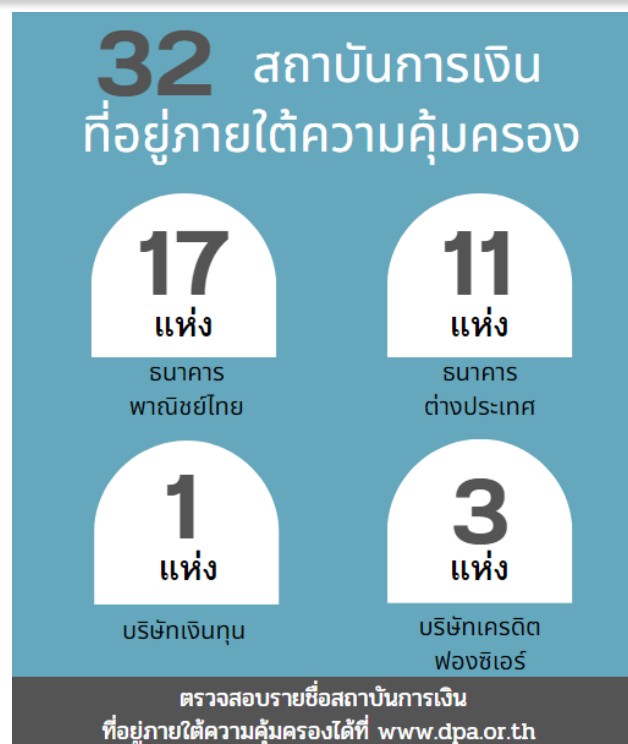 32 สถาบันการเงิน
ที่อยู่ภายใต้ความคุ้มครอง
17
แห่ง
ธนาคาร
พาณิชย์ไทย
11
แห่ง
ธนาคาร
ต่างประเทศ
1
แห่ง
บริษัทเงินทุน
3
แห่ง
บริษัทเครดิต
ฟองซิเอร์
ตรวจสอบรายชื่อสถาบันการเงิน
ที่อยู่ภายใต้ความคุ้มครองได้ที่ www.dpa.or.th